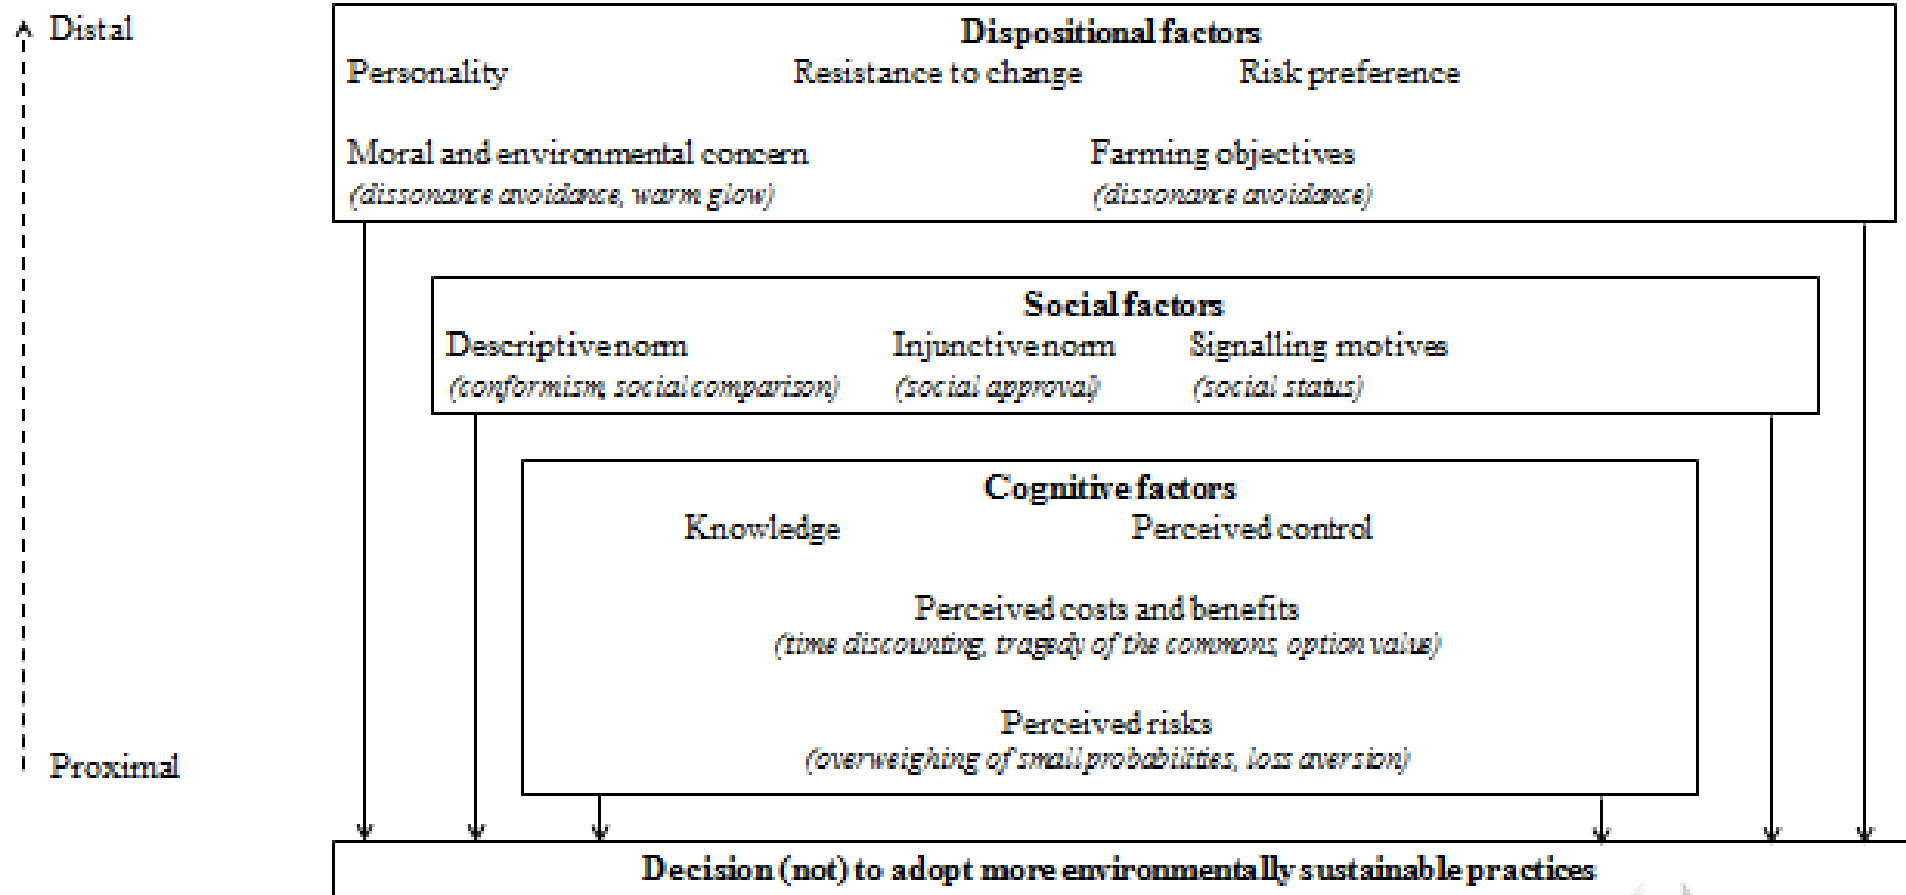 Distal
Dispositional factors
Personality Resistance to change Risk preference
Moral and environmental concern Farming objectives
(dissonance avoidance, warm glow) (dissonance avoidance)
Social factors
Descriptive norm Injunctive norm Signalling motives
(conformism, social comparison) (social approval) (social status)
Cognitive factors
Knowledge Perceived control
Perceived costs and benefits
(time discounting, tragedy of the commons, option value)
Perceived risks
(overweighing of small probabilities, loss aversion)
Proximal
Decision (not) to adopt more environmentally sustainable practices